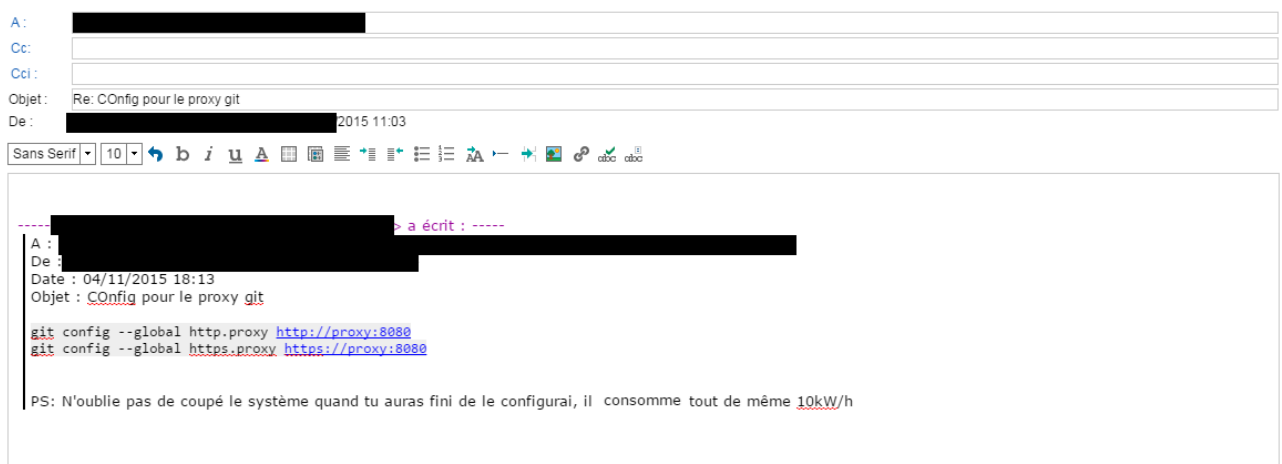 A :
Cc:
Cci :
Objet : Re: COnfig pour le proxy git
De : /2015 11:03
Sans Serif 10 b i u A
----- > a écrit : -----
A :
De :
Date : 04/11/2015 18:13
Objet : COnfig pour le proxy git
git config --global http.proxy http://proxy:8080
git config --global https.proxy https://proxy:8080
PS: N'oublie pas de coupé le système quand tu auras fini de le configurai, il consomme tout de même 10kW/h